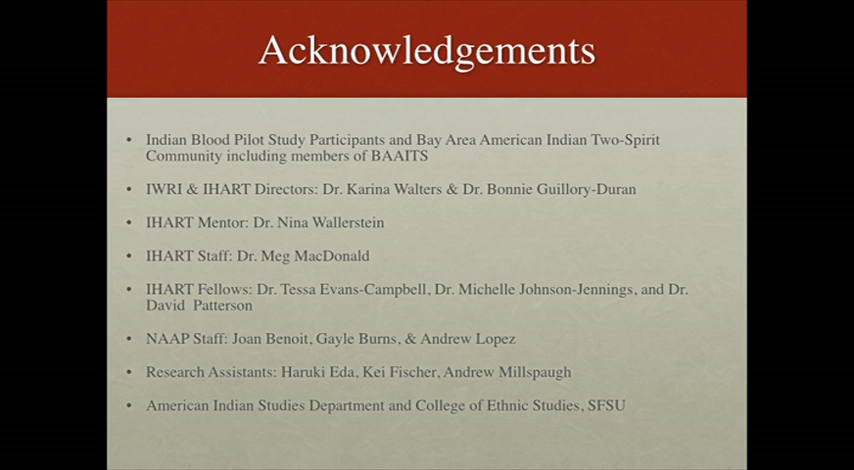 Acknowledgements
• Indian Blood Pilot Study Participants and Bay Area American Indian Two-Spirit
Community including members of BAAITS
• IWRI & IHART Directors: Dr. Karina Walters & Dr. Bonnie Guillory-Duran
• IHART Mentor: Dr. Nina Wallerstein
• IHART Staff: Dr. Meg MacDonald
• IHART Fellows: Dr. Tessa Evans-Campbell, Dr. Michelle Johnson-Jennings, and Dr.
David Patterson
• NAAP Staff: Joan Benoit, Gayle Burns, & Andrew Lopez
• Research Assistants: Haruki Eda, Kei Fischer, Andrew Millspaugh
• American Indian Studies Department and College of Ethnic Studies, SFSU